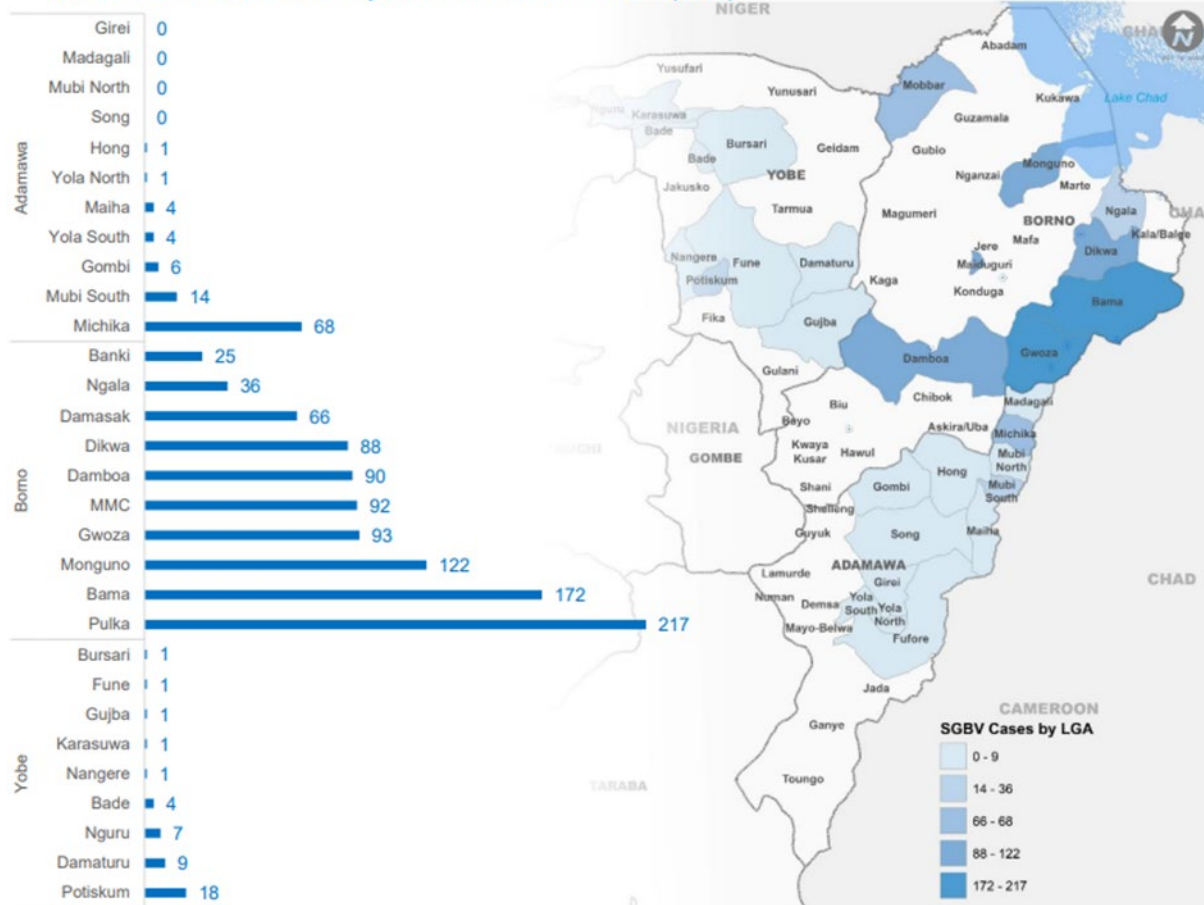 Adamawa
Girei 0
Madagali 0
Mubi North 0
Song 0
Hong 1
Yola North 1
Maiha 4
Yola South 4
Gombi 6
Mubi South 14
Michika 68
Borno
Banki 25
Ngala 36
Damasak 66
Dikwa 88
Damboa 90
MMC 92
Gwoza 93
Monguno 122
Bama 172
Pulka 217
Yobe
Bursari 1
Fune 1
Gujba 1
Karasuwa 1
Nangere 1
Bade 4
Nguru 7
Damaturu 9
Potiskum 18
NIGER
N
Abadam
Yusufari
Mobbar
Yunusari
Kukawa
Lake Chad
Nguru
Karasuwa
Bade
Guzamala
Bursari
Geidam
Gubio
Bade
Monguno
YOBE
Nganzai
Marte
Jakusko
Ngala
Tarmua
Magumeri
BORNO
Kala/Balge
Mafa
Jere
Dikwa
Nangere
Fune
Damaturu
Maiduguri
Potiskum
Kaga
Konduga
Bama
Fika
Gujba
Gwoza
Damboa
Gulani
Chibok
Madagali
Biu
Bayo
Askira/Uba
Michika
NIGERIA
Kwaya
Kusar
Hawul
Mubi
North
GOMBE
Hong
Shani
Gombi
Mubi
South
Shelleng
Guyuk
Song
Maiha
ADAMAWA
Lamurde
Girei
CHAD
Numan
Demsa
Yola
South
Yola
North
Mayo-Belwa
Fufore
Jada
CAMEROON
Ganye
Toungo
TARABA
SGBV Cases by LGA
0 - 9
14 - 36
66 - 68
88 - 122
172 - 217